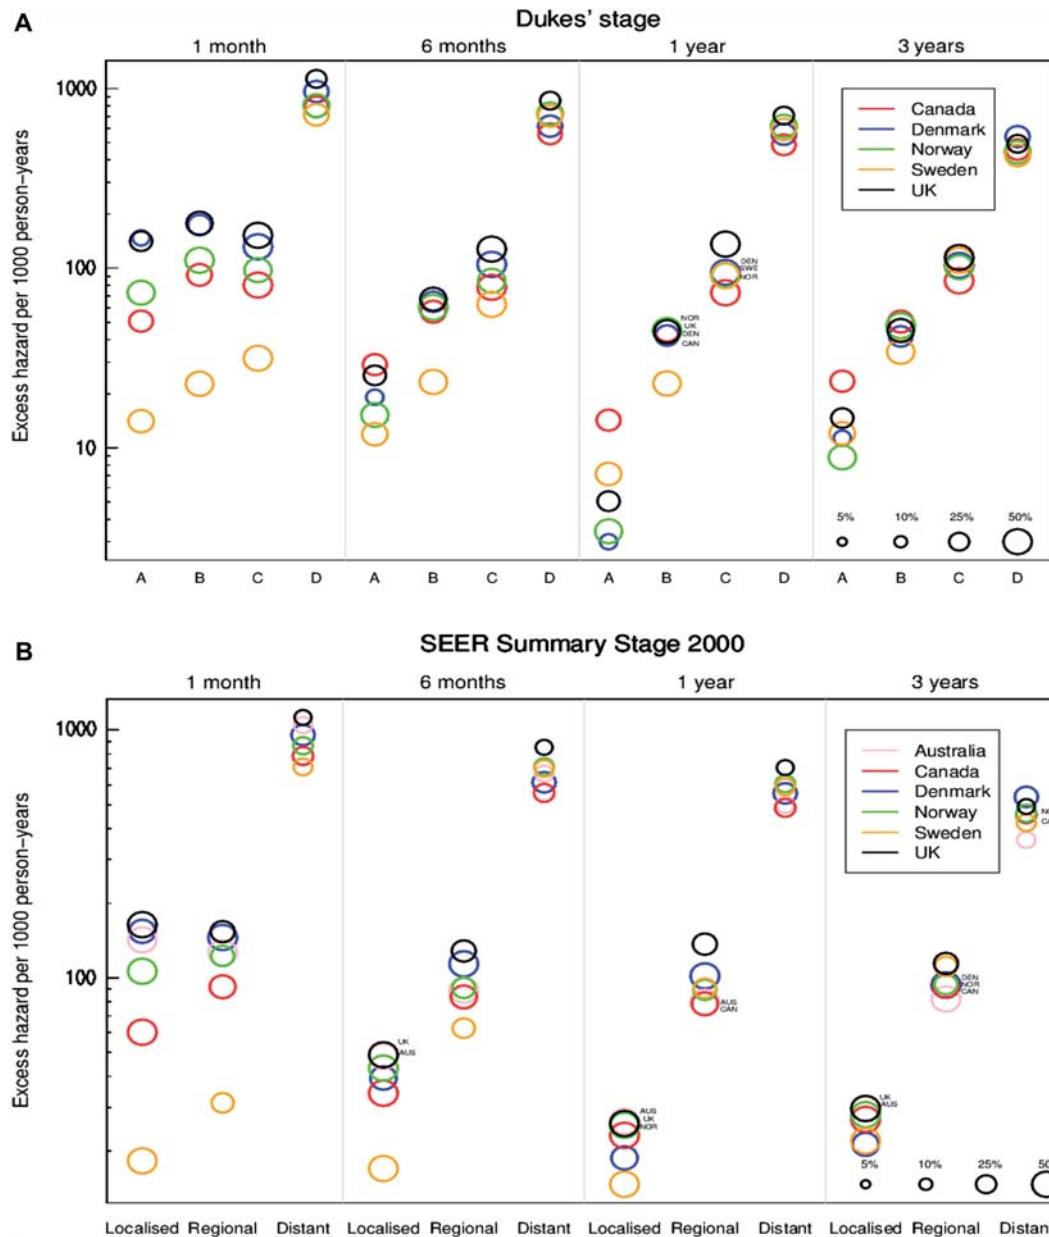 A
Dukes' stage
1 month 6 months 1 year 3 years
Excess hazard per 1000 person-years
1000
100
10
Canada
Denmark
Norway
Sweden
UK
DEN
SWE
NOR
NOR
UK
DEN
CAN
5% 10% 25% 50%
A B C D A B C D A B C D A B C D
B
SEER Summary Stage 2000
1 month 6 months 1 year 3 years
Excess hazard per 1000 person-years
1000
100
Australia
Canada
Denmark
Norway
Sweden
UK
NO
CA
UK
AUS
AUS
CAN
DEN
NOR
CAN
AUS
UK
NOR
UK
AUS
5% 10% 25% 50
Localised Regional Distant Localised Regional Distant Localised Regional Distant Localised Regional Distant